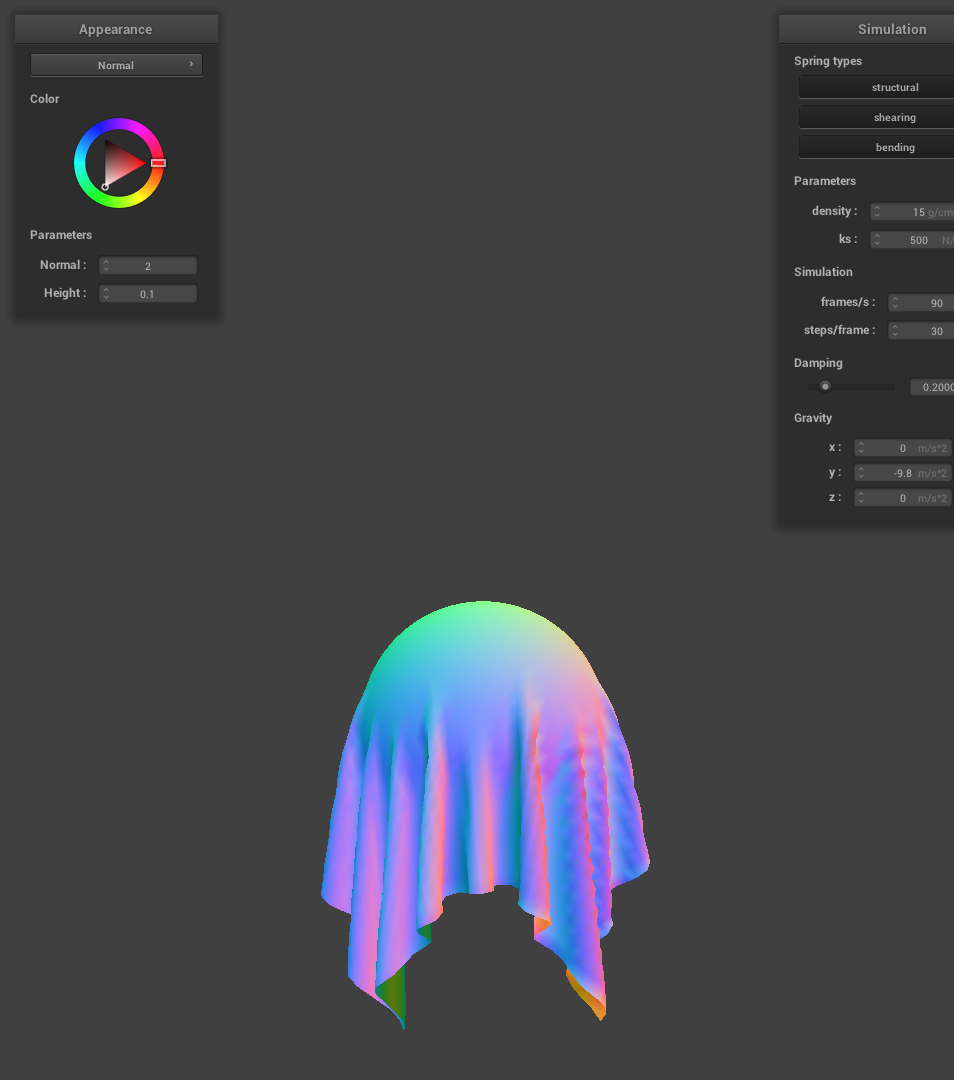 Appearance
Normal
Color
Parameters
Normal : 2
Height : 0.1
Simulation
Spring types
structural
shearing
bending
Parameters
density : 15 g/cm
ks : 500 N/
Simulation
frames/s : 90
steps/frame : 30
Damping
0.2000
Gravity
x : 0 m/s^2
y : -9.8 m/s^2
z : 0 m/s^2